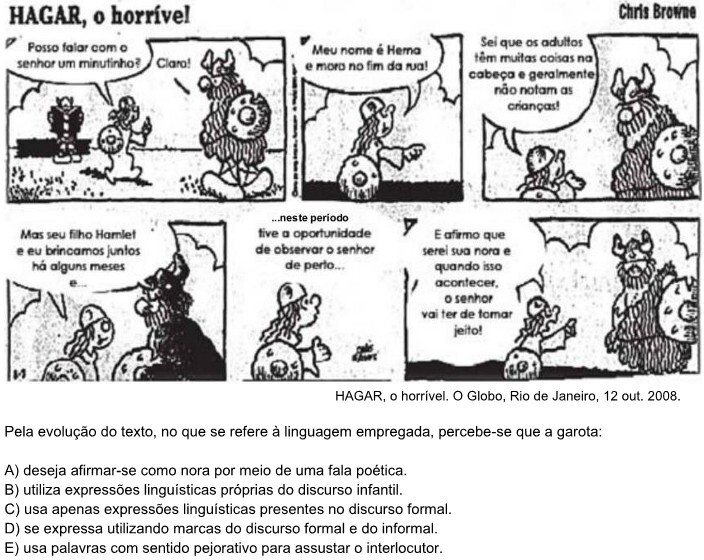 HAGAR, o horrível
Chris Browne
Posso falar com o
senhor um minutinho?
Claro!
Meu nome é Hema
e moro no fim da rua!
Sei que os adultos
têm muitas coisas na
cabeça e geralmente
não notam as
crianças!
Mas seu filho Hamlet
e eu brincamos juntos
há alguns meses
e...
...neste período
tive a oportunidade
de observar o senhor
de perto...
E afirmo que
serei sua nora e
quando isso
acontecer,
o senhor
vai ter de tomar
jeito!
HAGAR, o horrível. O Globo, Rio de Janeiro, 12 out. 2008.
Pela evolução do texto, no que se refere à linguagem empregada, percebe-se que a garota:
A) deseja afirmar-se como nora por meio de uma fala poética.
B) utiliza expressões linguísticas próprias do discurso infantil.
C) usa apenas expressões linguísticas presentes no discurso formal.
D) se expressa utilizando marcas do discurso formal e do informal.
E) usa palavras com sentido pejorativo para assustar o interlocutor.